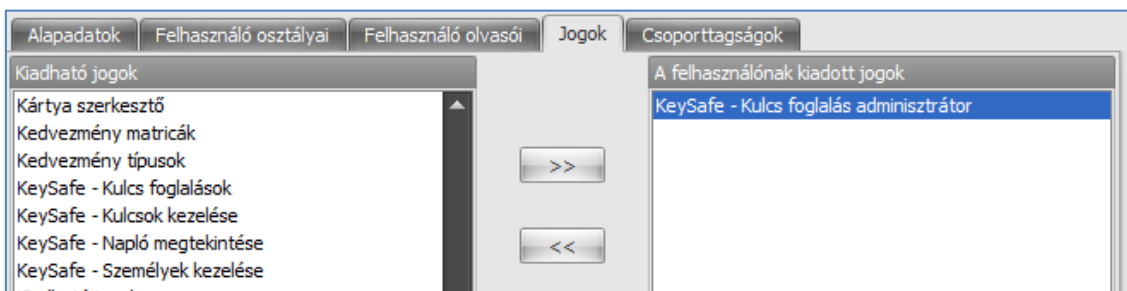 Alapadatok Felhasználó osztályai Felhasználó olvasói Jogok Csoporttagságok
Kiadható jogok
Kártya szerkesztő
Kedvezmény matricák
Kedvezmény típusok
KeySafe - Kulcs foglalások
KeySafe - Kulcsok kezelése
KeySafe - Napló megtekintése
KeySafe - Személyek kezelése
>>
<<
A felhasználónak kiadott jogok
KeySafe - Kulcs foglalás adminisztrátor